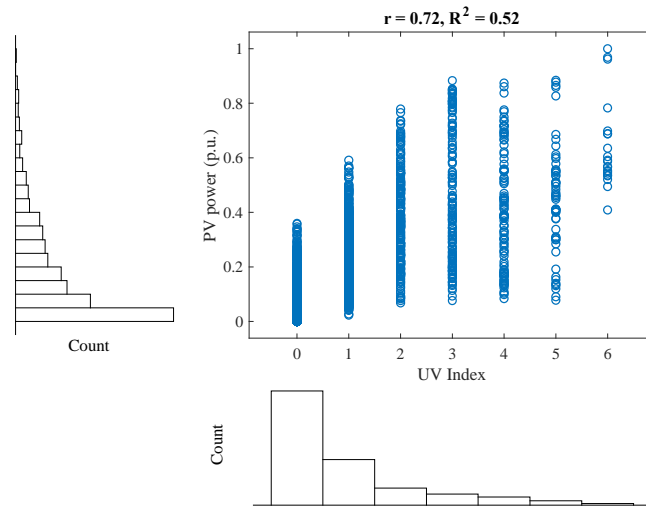 r = 0.72, R² = 0.52
1
0.8
0.6
0.4
0.2
0
PV power (p.u.)
0 1 2 3 4 5 6
UV Index
Count
Count